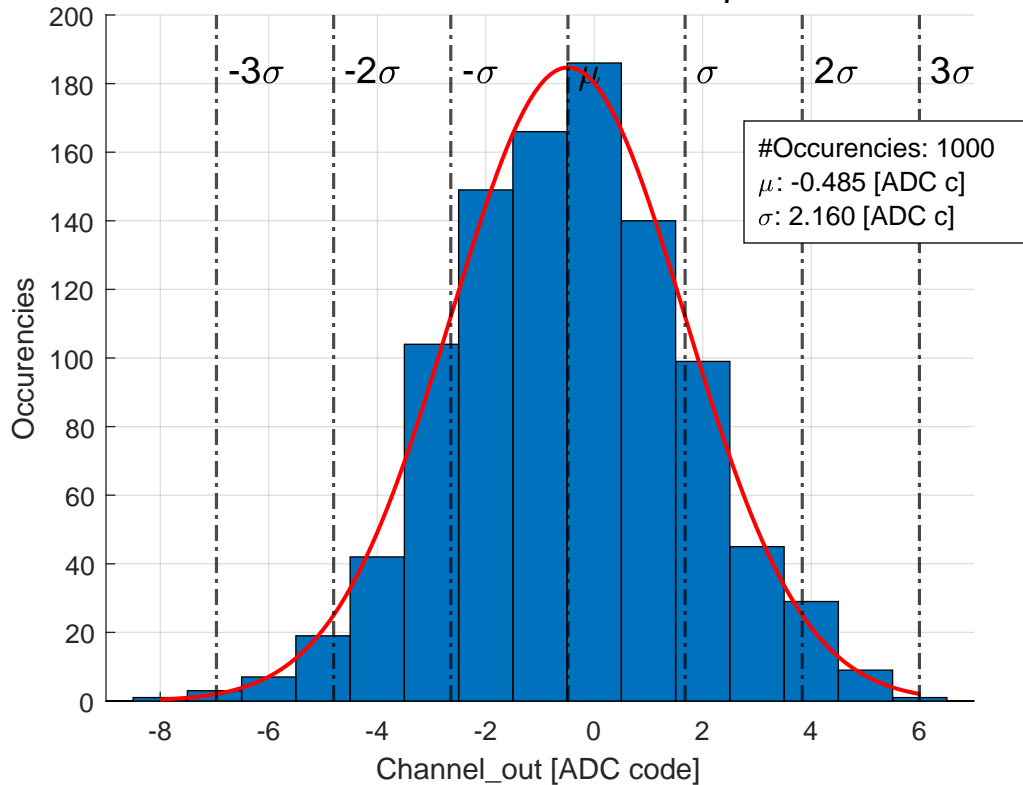 200
180
160
140
120
100
80
60
40
20
0
-3σ -2σ -σ μ σ 2σ 3σ
#Occurencies: 1000
μ: -0.485 [ADC c]
σ: 2.160 [ADC c]
Occurencies
-8 -6 -4 -2 0 2 4 6
Channel_out [ADC code]